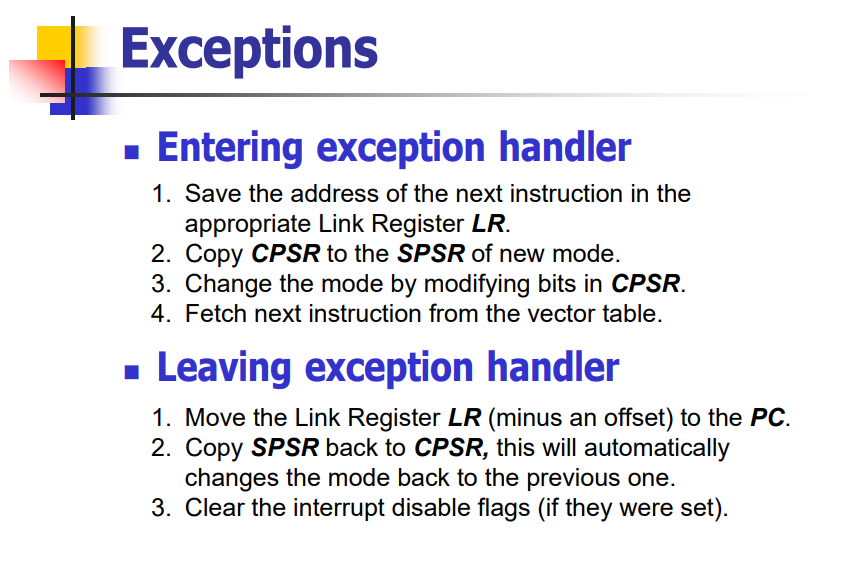 Exceptions
■ Entering exception handler
1. Save the address of the next instruction in the
appropriate Link Register LR.
2. Copy CPSR to the SPSR of new mode.
3. Change the mode by modifying bits in CPSR.
4. Fetch next instruction from the vector table.
■ Leaving exception handler
1. Move the Link Register LR (minus an offset) to the PC.
2. Copy SPSR back to CPSR, this will automatically
changes the mode back to the previous one.
3. Clear the interrupt disable flags (if they were set).